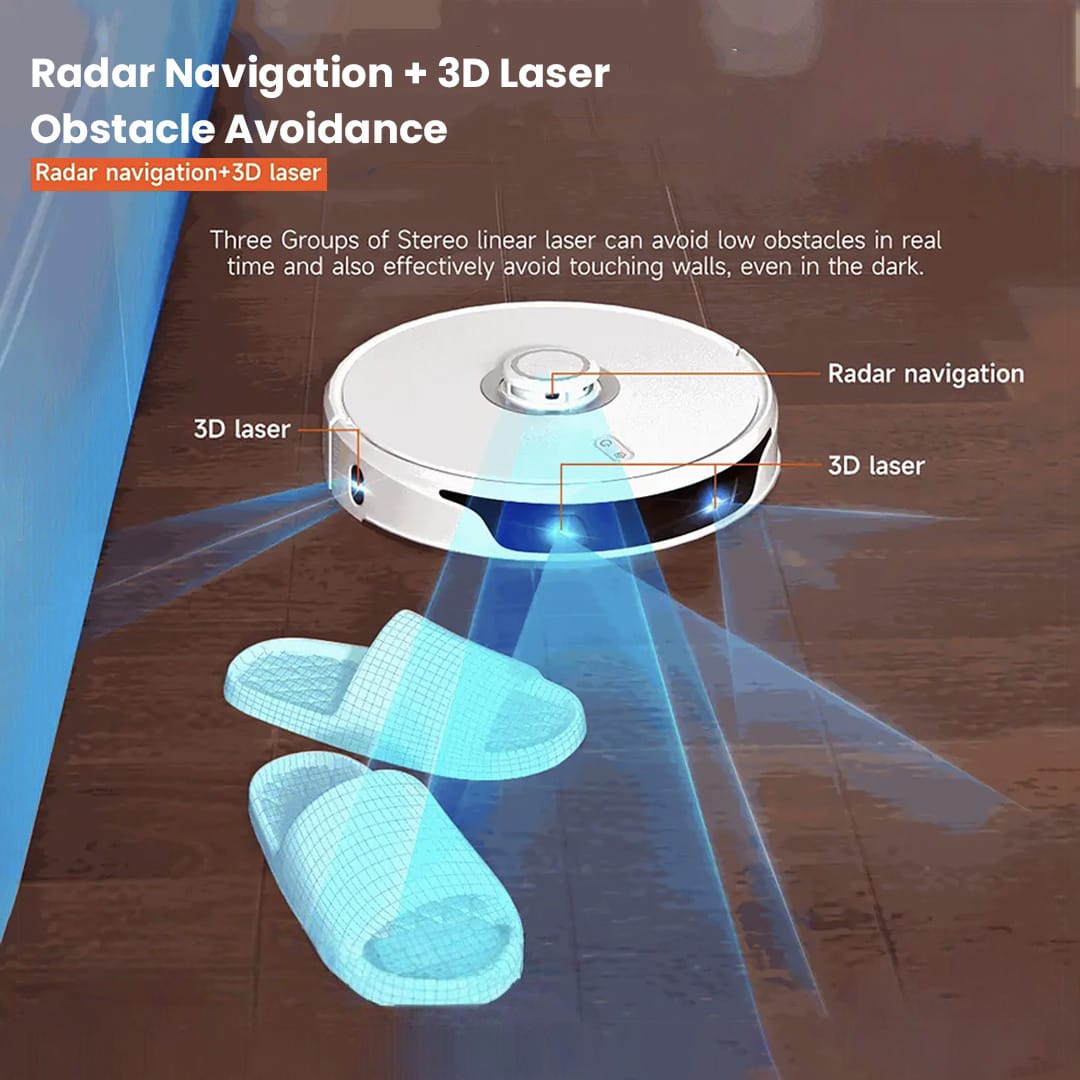 Radar Navigation + 3D Laser
Obstacle Avoidance
Radar navigation+3D laser
Three Groups of Stereo linear laser can avoid low obstacles in real
time and also effectively avoid touching walls, even in the dark.
Radar navigation
3D laser
3D laser